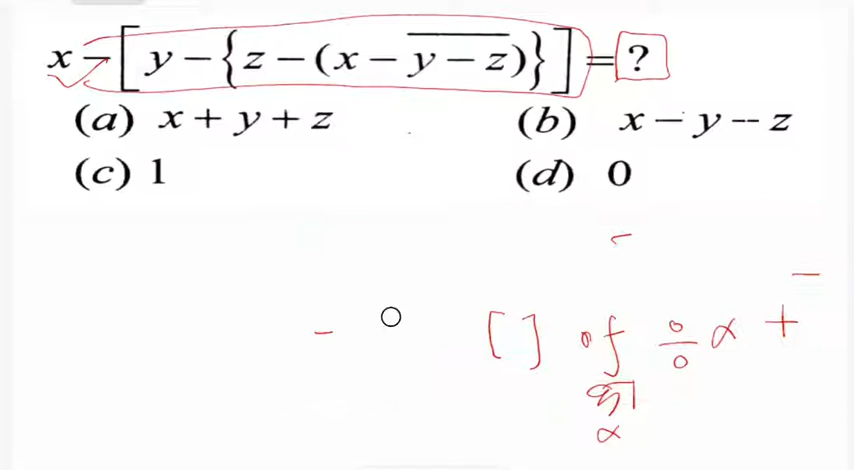 x − [y − {z − (x − y̅ ̅−̅ ̅z̅)}] = ?
(a) x + y + z (b) x − y -- z
(c) 1 (d) 0
− [ ] of ÷ × + −
का
×